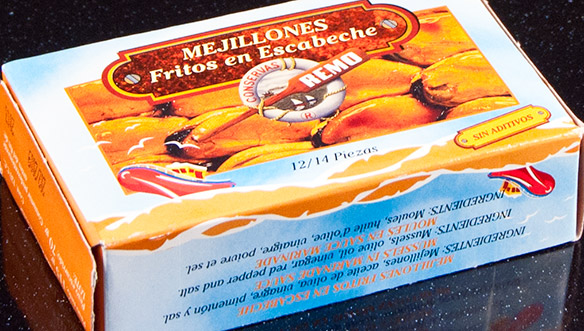 MEJILLONES
Fritos en Escabeche
CONSERVAS
REMO
R
SIN ADITIVOS
12/14 Piezas
MEJILLONES FRITOS EN ESCABECHE
INGREDIENTES: Mejillones, aceite de oliva, vinagre, pimentón y sal.
MUSSELS IN MARINADE SAUCE
INGREDIENTS: Mussels, olive oil, vinegar, red pepper and salt.
MOULES EN SAUCE MARINADE
INGREDIENTS: Moules, huile d'olive, vinaigre, poivre et sel.